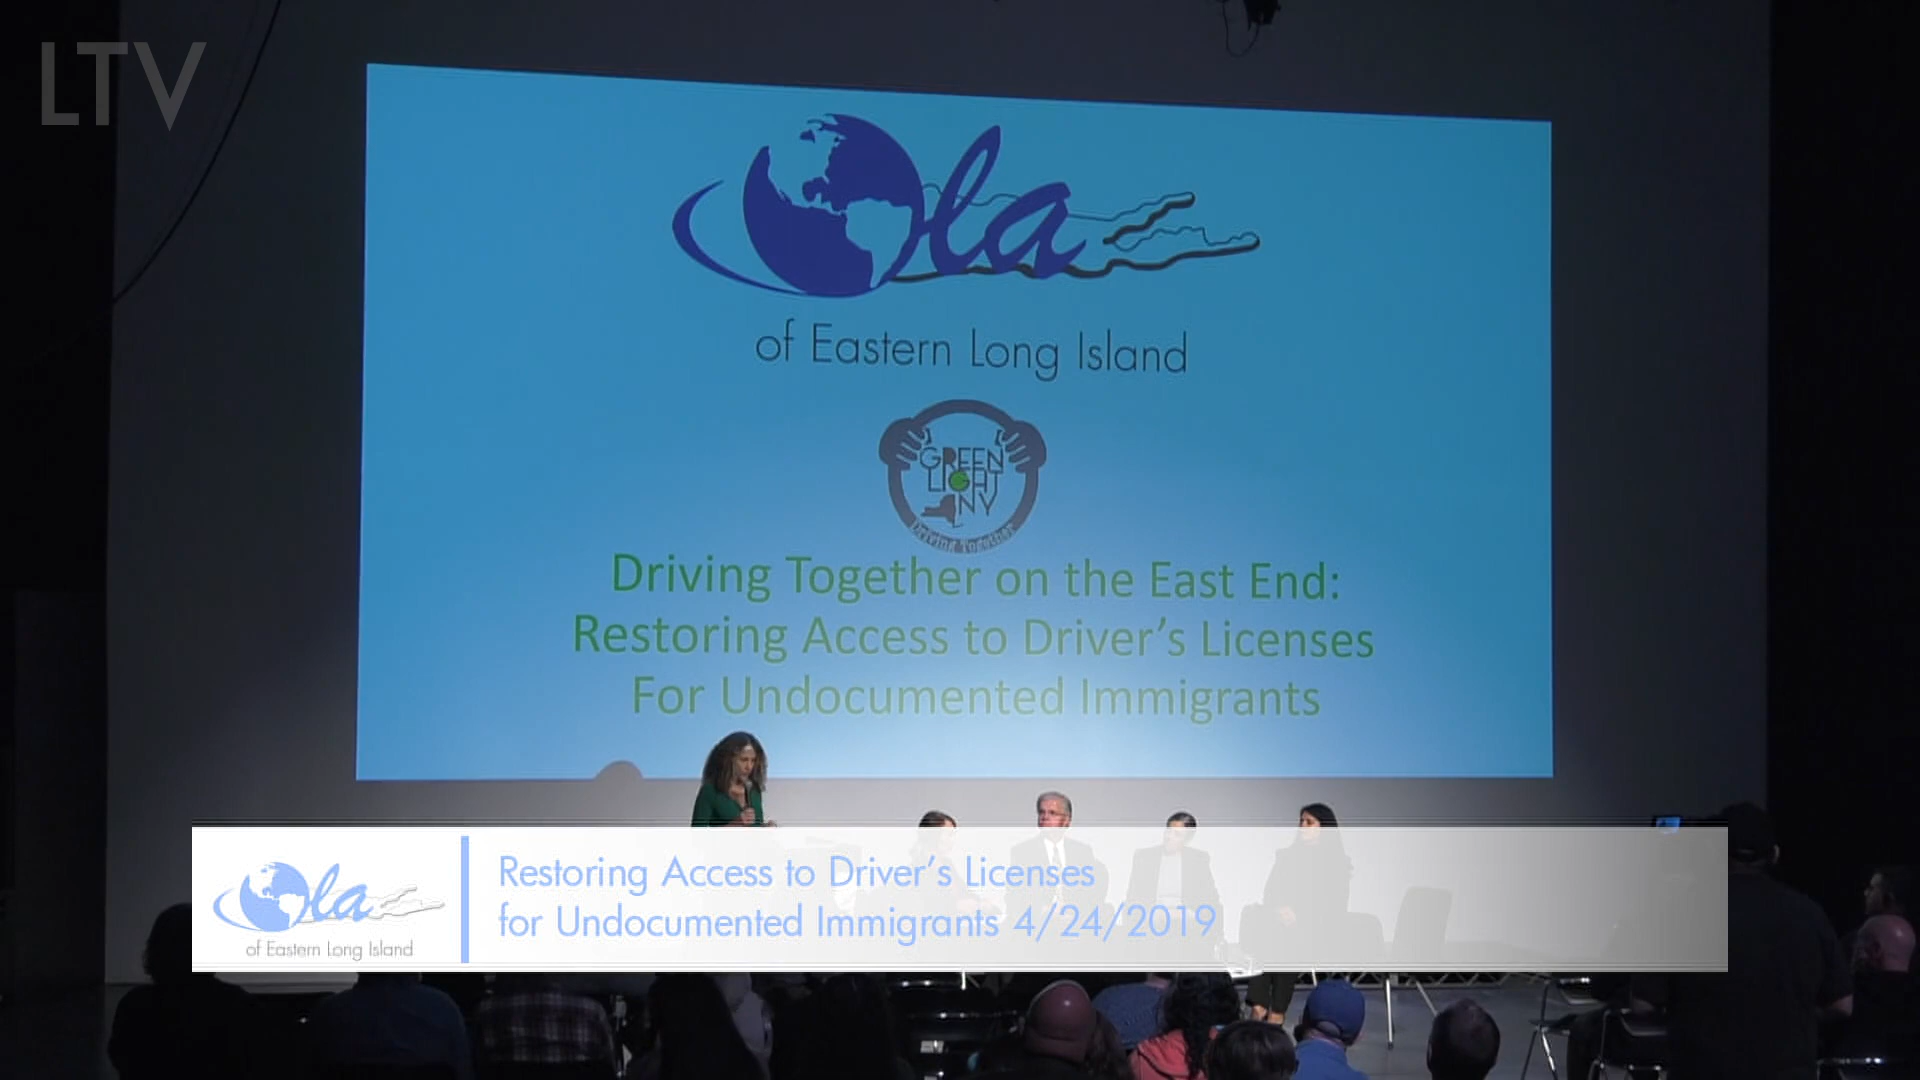 LTV
Ola
of Eastern Long Island
GREEN
LIGHT
NY
Driving Together
Driving Together on the East End:
Restoring Access to Driver's Licenses
For Undocumented Immigrants
Ola
of Eastern Long Island
Restoring Access to Driver's Licenses
for Undocumented Immigrants 4/24/2019